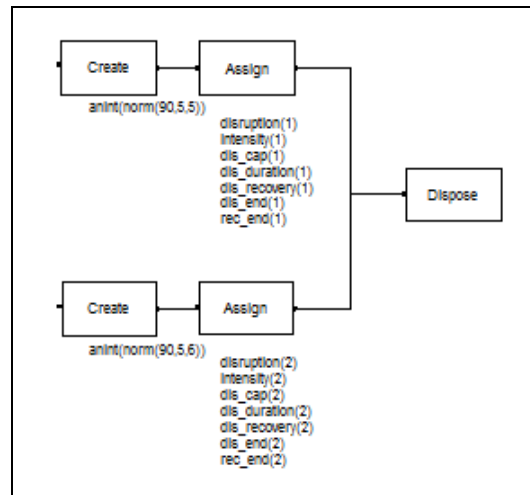 Create
Assign
anint(norm(90,5,5))
disruption(1)
intensity(1)
dis_cap(1)
dis_duration(1)
dis_recovery(1)
dis_end(1)
rec_end(1)
Dispose
Create
Assign
anint(norm(90,5,6))
disruption(2)
intensity(2)
dis_cap(2)
dis_duration(2)
dis_recovery(2)
dis_end(2)
rec_end(2)